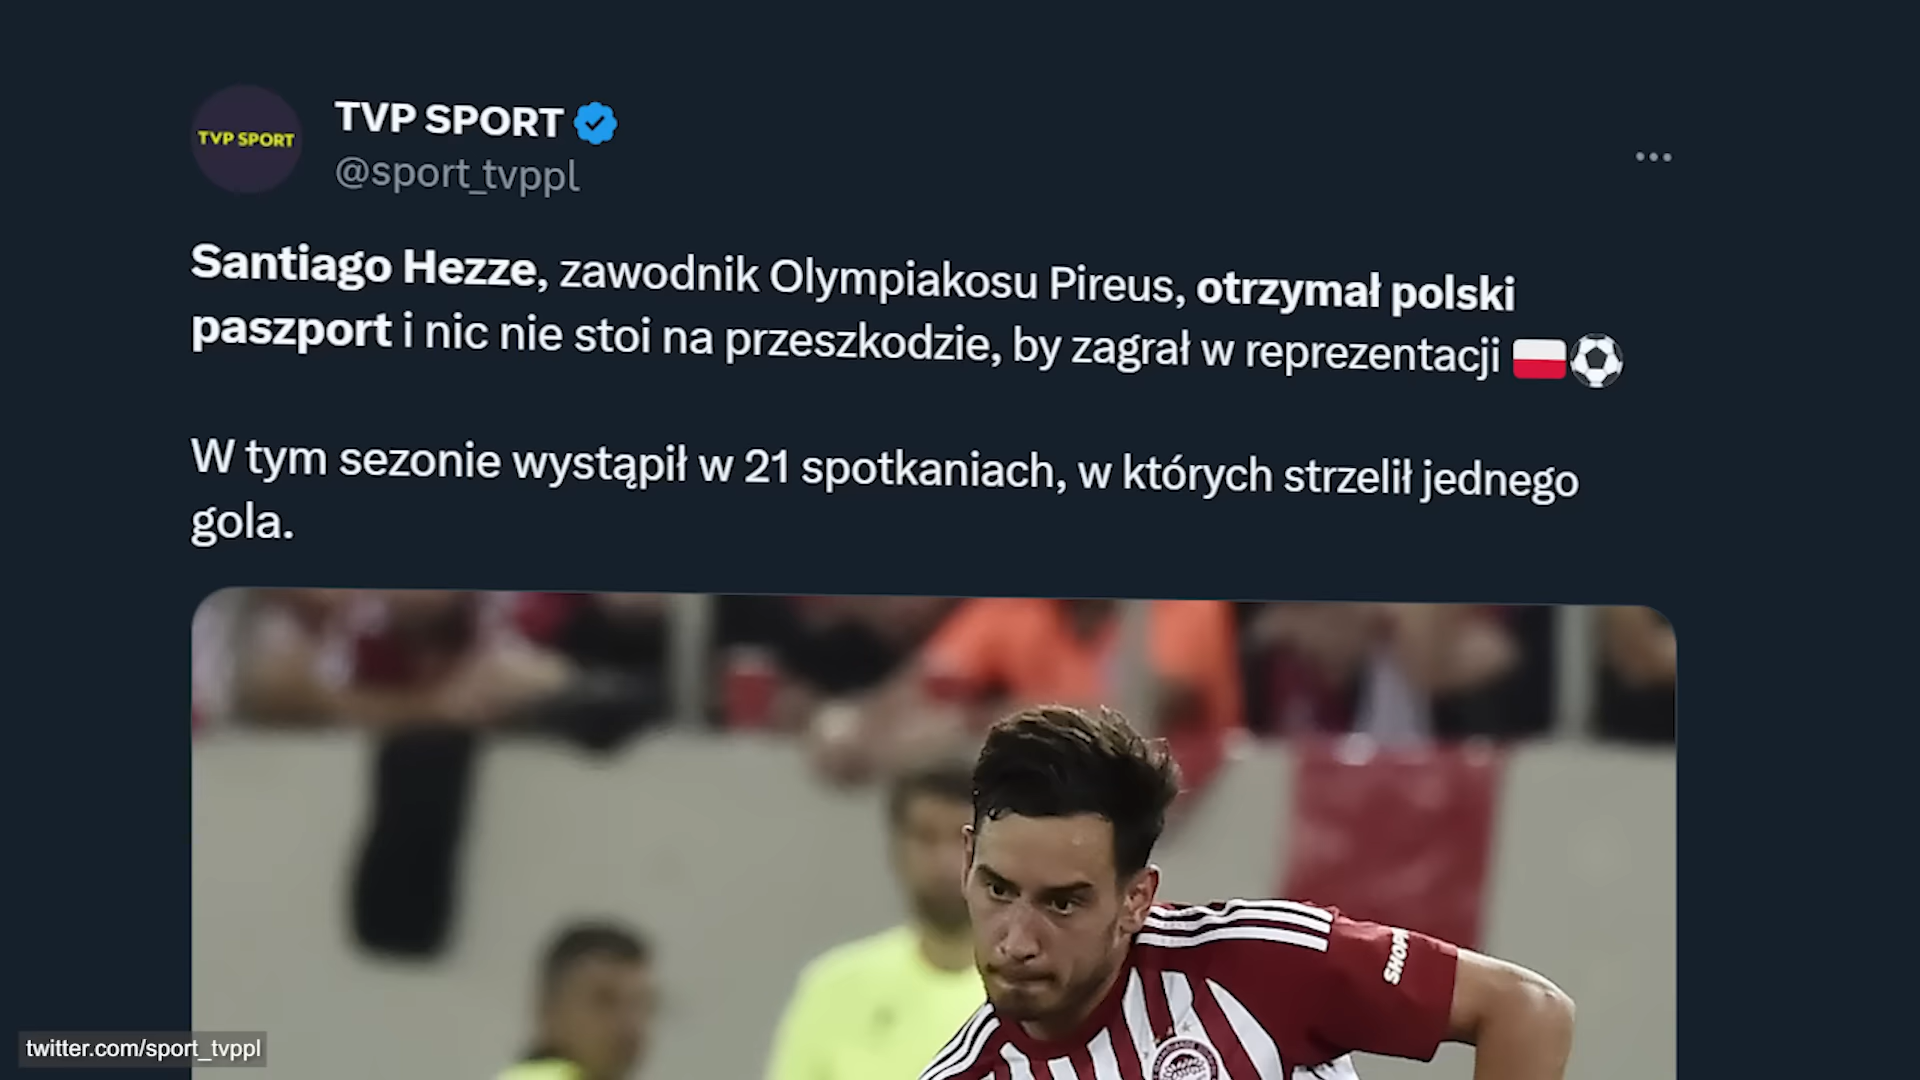 TVP SPORT
TVP SPORT
@sport_tvppl
Santiago Hezze, zawodnik Olympiakosu Pireus, otrzymał polski
paszport i nic nie stoi na przeszkodzie, by zagrał w reprezentacji 🇵🇱⚽
W tym sezonie wystąpił w 21 spotkaniach, w których strzelił jednego
gola.
twitter.com/sport_tvppl